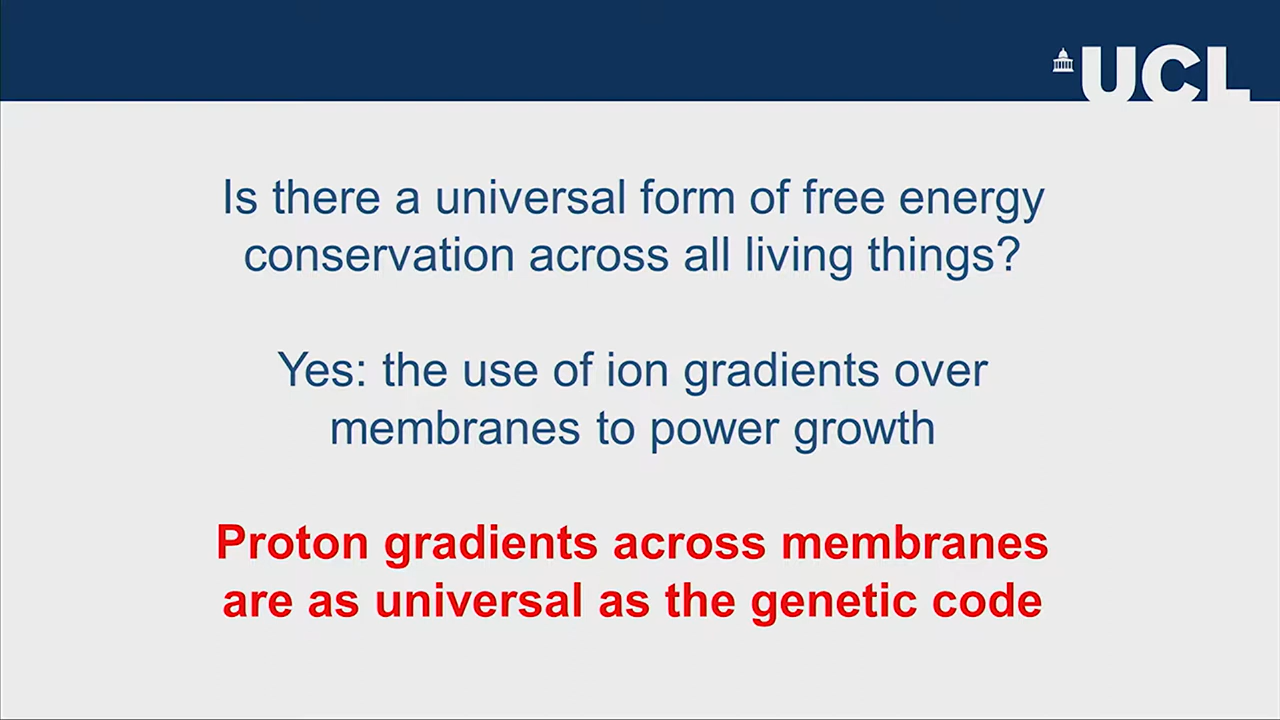 UCL
Is there a universal form of free energy
conservation across all living things?
Yes: the use of ion gradients over
membranes to power growth
Proton gradients across membranes
are as universal as the genetic code